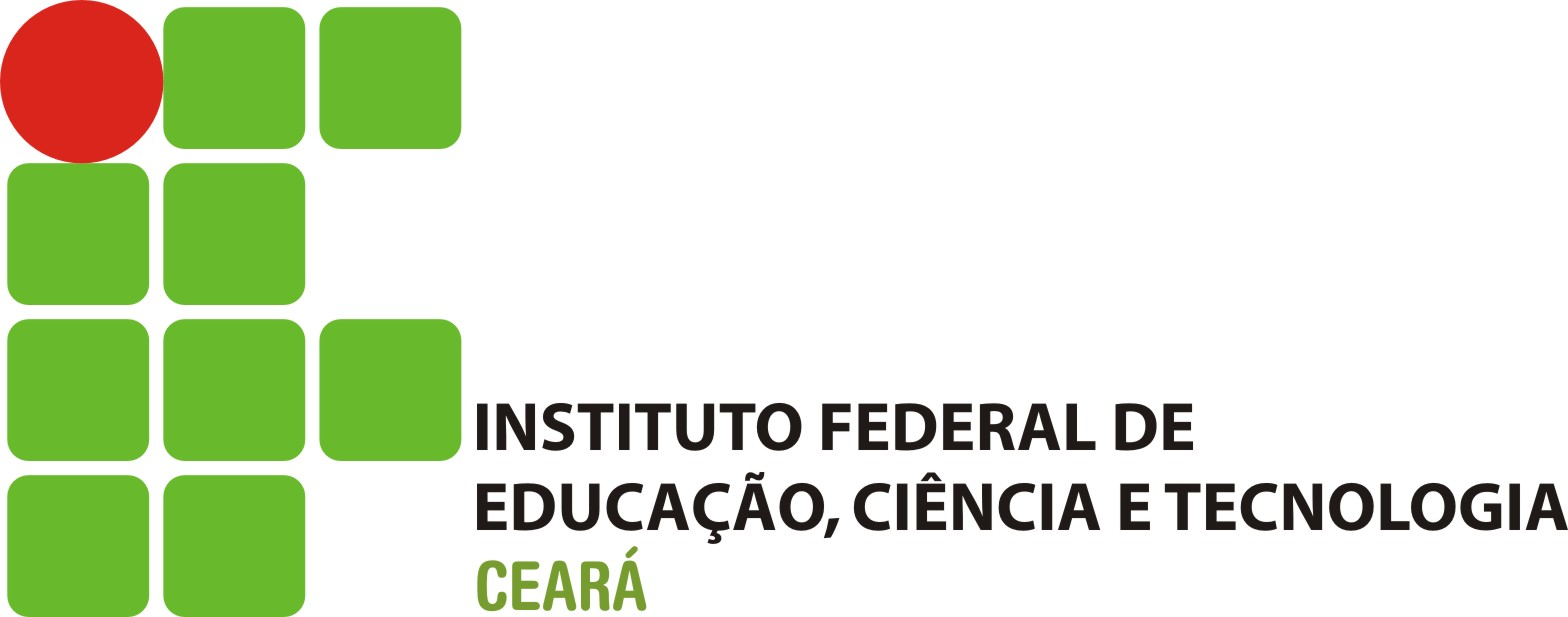 INSTITUTO FEDERAL DE
EDUCAÇÃO, CIÊNCIA E TECNOLOGIA
CEARÁ